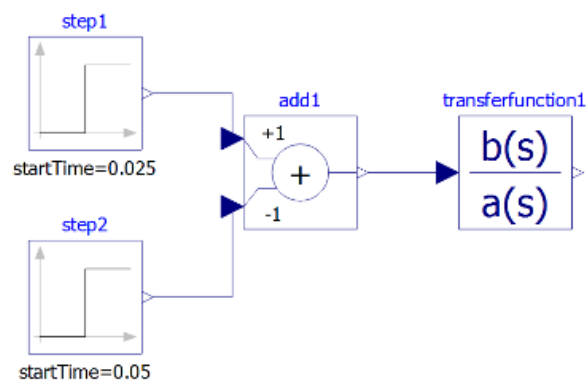 step1
startTime=0.025
add1
+1
+
-1
transferfunction1
b(s)
a(s)
step2
startTime=0.05